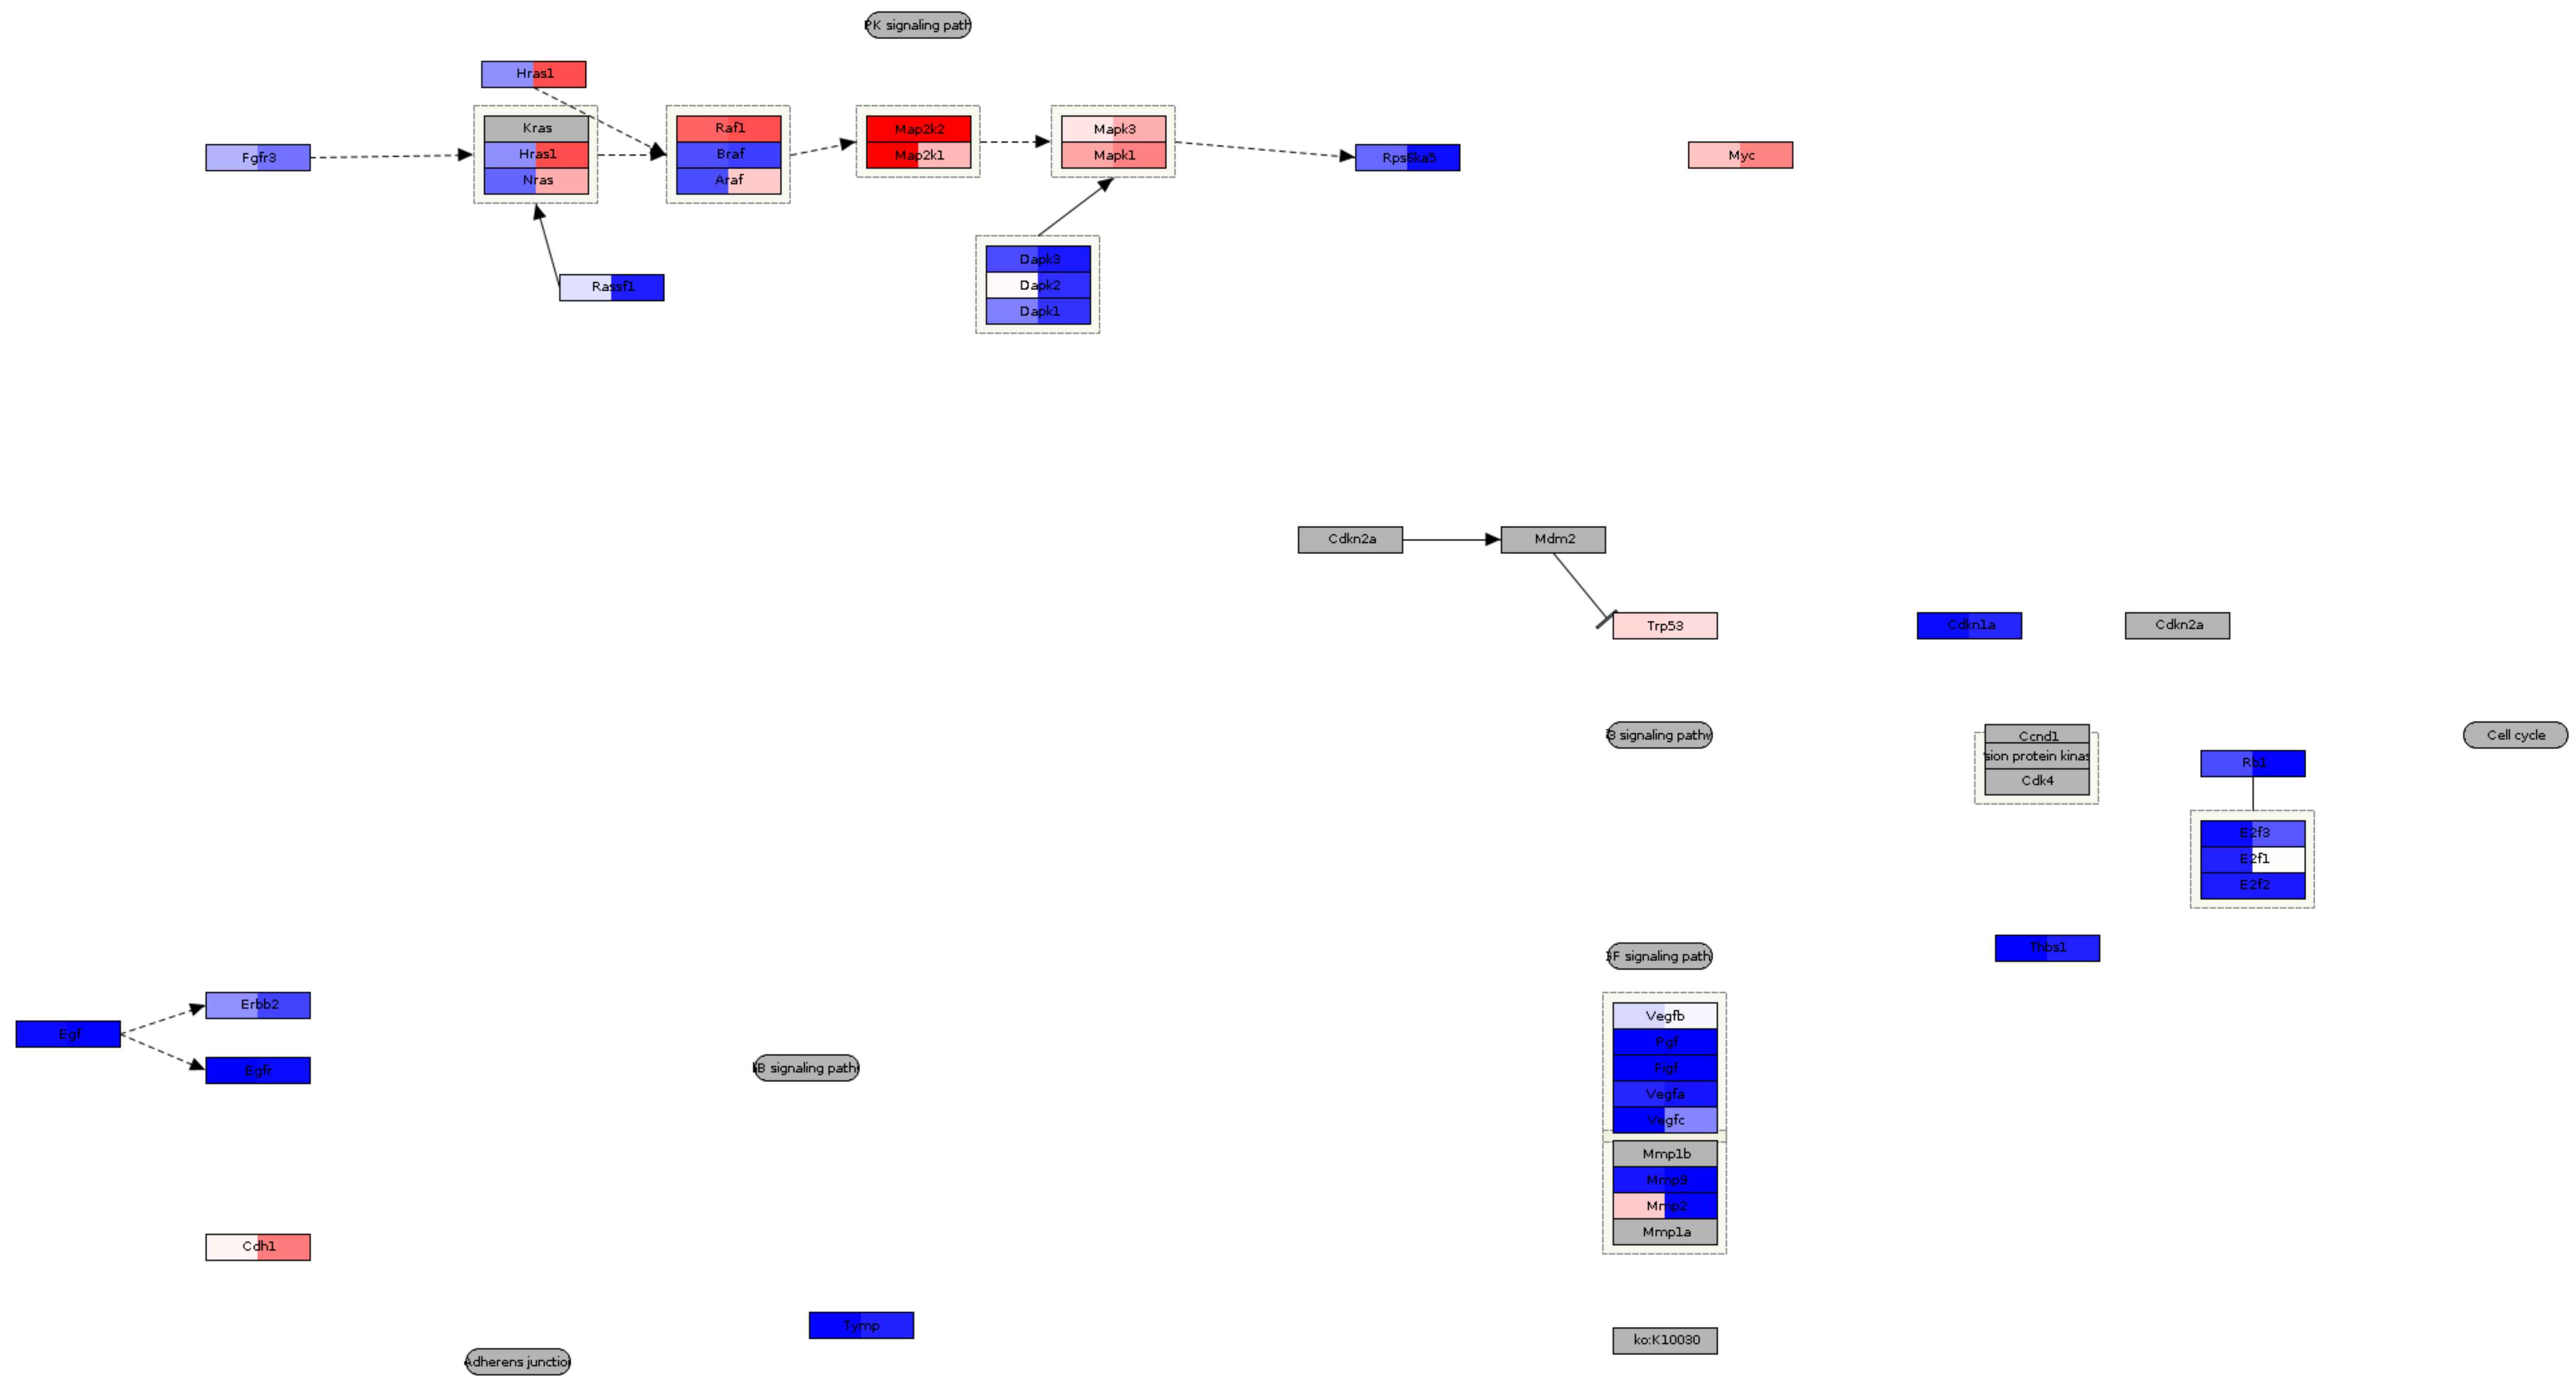 PK signaling path
Hras1
Kras
Hras1
Nras
Raf1
Braf
Araf
Map2k2
Map2k1
Mapk3
Mapk1
Fgfr3
Rps6ka5
Myc
Rassf1
Dapk3
Dapk2
Dapk1
Cdkn2a
Mdm2
Trp53
Cdkn1a
Cdkn2a
3 signaling pathw
Ccnd1
sion protein kinas
Cdk4
Rb1
Cell cycle
E2f3
E2f1
E2f2
Thbs1
GF signaling path
Erbb2
Egf
Egfr
B signaling path
Vegfb
Pgf
Figf
Vegfa
Vegfc
Mmp1b
Mmp9
Mmp2
Mmp1a
Cdh1
Tymp
ko:K10030
Adherens junction